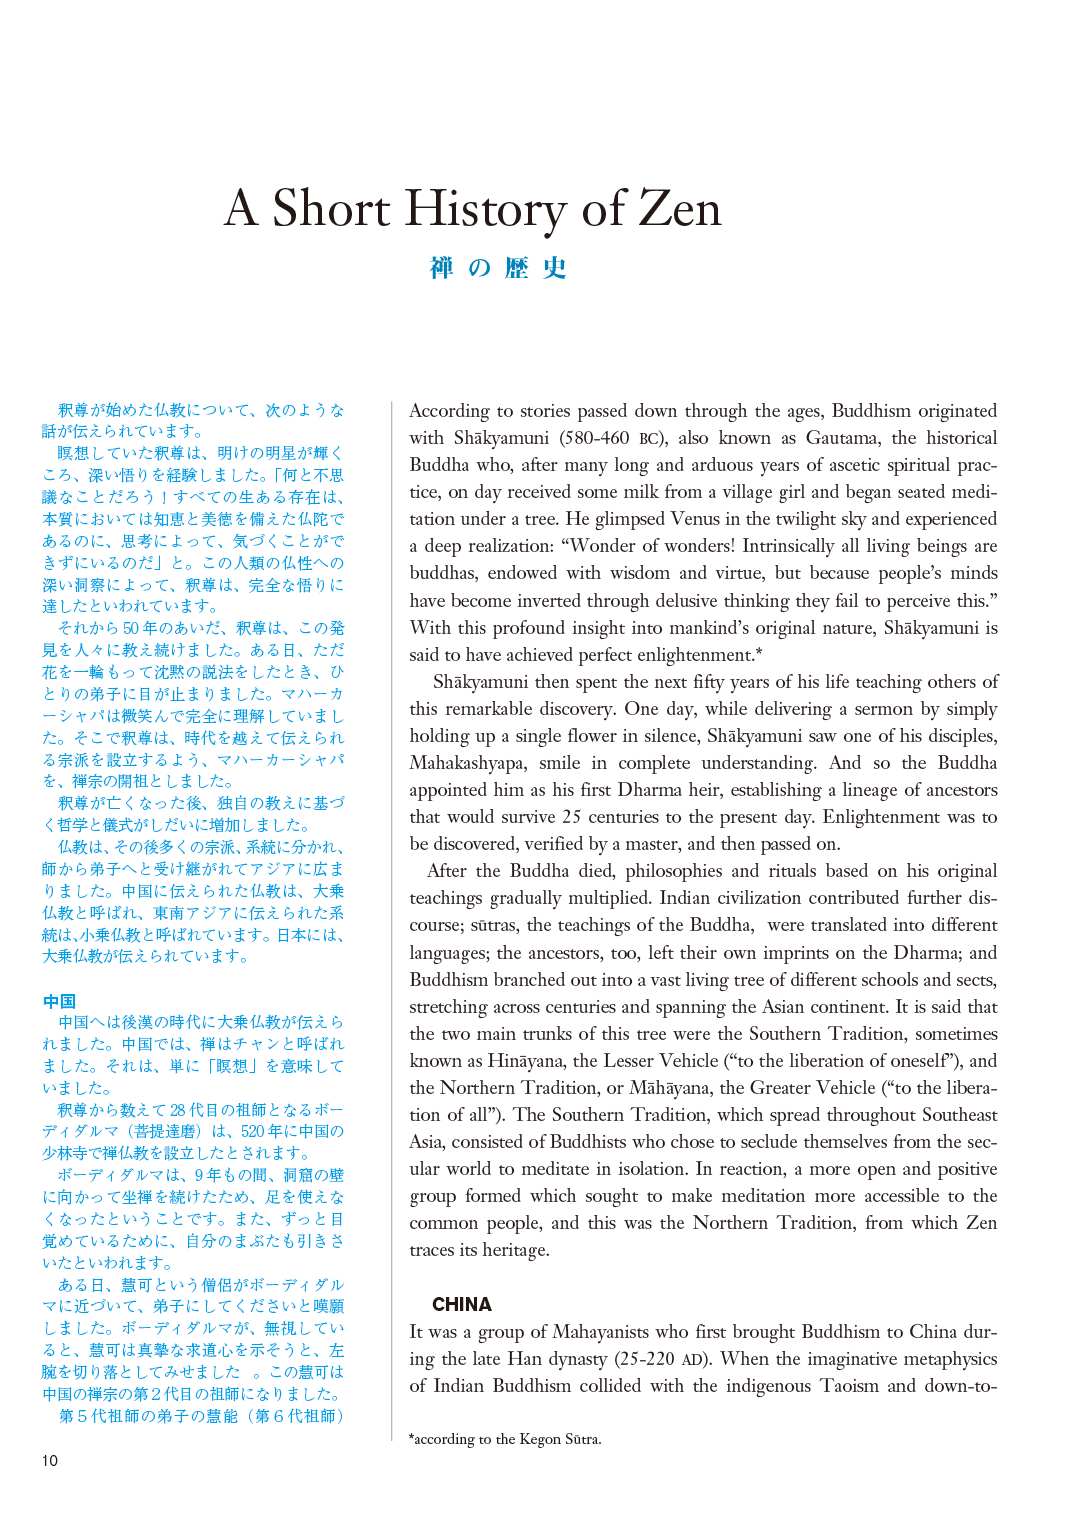 A Short History of Zen
禅の歴史
釈尊が始めた仏教について、次のような
話が伝えられています。
瞑想していた釈尊は、明けの明星が輝く
ころ、深い悟りを経験しました。「何と不思
議なことだろう！すべての生ある存在は、
本質においては知恵と美徳を備えた仏陀で
あるのに、思考によって、気づくことがで
きずにいるのだ」と。この人類の仏性への
深い洞察によって、釈尊は、完全な悟りに
達したといわれています。
それから50年のあいだ、釈尊は、この発
見を人々に教え続けました。ある日、ただ
花を一輪もって沈黙の説法をしたとき、ひ
とりの弟子に目が止まりました。マハーカ
ーシャパは微笑んで完全に理解していまし
た。そこで釈尊は、時代を越えて伝えられ
る宗派を設立するよう、マハーカーシャパ
を、禅宗の開祖としました。
釈尊が亡くなった後、独自の教えに基づ
く哲学と儀式がしだいに増加しました。
仏教は、その後多くの宗派、系統に分かれ、
師から弟子へと受け継がれてアジアに広ま
りました。中国に伝えられた仏教は、大乗
仏教と呼ばれ、東南アジアに伝えられた系
統は、小乗仏教と呼ばれています。日本には、
大乗仏教が伝えられています。
中国
中国へは後漢の時代に大乗仏教が伝えら
れました。中国では、禅はチャンと呼ばれ
ました。それは、単に「瞑想」を意味して
いました。
釈尊から数えて28代目の祖師となるボー
ディダルマ（菩提達磨）は、520年に中国の
少林寺で禅仏教を設立したとされます。
ボーディダルマは、9年もの間、洞窟の壁
に向かって坐禅を続けたため、足を使えな
くなったということです。また、ずっと目
覚めているために、自分のまぶたも引きさ
いたといわれます。
ある日、慧可という僧侶がボーディダル
マに近づいて、弟子にしてくださいと嘆願
しました。ボーディダルマが、無視してい
ると、慧可は真摯な求道心を示そうと、左
腕を切り落としてみせました　。この慧可は
中国の禅宗の第２代目の祖師になりました。
第５代祖師の弟子の慧能（第６代祖師）
According to stories passed down through the ages, Buddhism originated
with Shākyamuni (580-460 BC), also known as Gautama, the historical
Buddha who, after many long and arduous years of ascetic spiritual prac-
tice, on day received some milk from a village girl and began seated medi-
tation under a tree. He glimpsed Venus in the twilight sky and experienced
a deep realization: “Wonder of wonders! Intrinsically all living beings are
buddhas, endowed with wisdom and virtue, but because people’s minds
have become inverted through delusive thinking they fail to perceive this.”
With this profound insight into mankind’s original nature, Shākyamuni is
said to have achieved perfect enlightenment.*
Shākyamuni then spent the next fifty years of his life teaching others of
this remarkable discovery. One day, while delivering a sermon by simply
holding up a single flower in silence, Shākyamuni saw one of his disciples,
Mahakashyapa, smile in complete understanding. And so the Buddha
appointed him as his first Dharma heir, establishing a lineage of ancestors
that would survive 25 centuries to the present day. Enlightenment was to
be discovered, verified by a master, and then passed on.
After the Buddha died, philosophies and rituals based on his original
teachings gradually multiplied. Indian civilization contributed further dis-
course; sūtras, the teachings of the Buddha, were translated into different
languages; the ancestors, too, left their own imprints on the Dharma; and
Buddhism branched out into a vast living tree of different schools and sects,
stretching across centuries and spanning the Asian continent. It is said that
the two main trunks of this tree were the Southern Tradition, sometimes
known as Hināyana, the Lesser Vehicle (“to the liberation of oneself”), and
the Northern Tradition, or Māhāyana, the Greater Vehicle (“to the libera-
tion of all”). The Southern Tradition, which spread throughout Southeast
Asia, consisted of Buddhists who chose to seclude themselves from the sec-
ular world to meditate in isolation. In reaction, a more open and positive
group formed which sought to make meditation more accessible to the
common people, and this was the Northern Tradition, from which Zen
traces its heritage.
CHINA
It was a group of Mahayanists who first brought Buddhism to China dur-
ing the late Han dynasty (25-220 AD). When the imaginative metaphysics
of Indian Buddhism collided with the indigenous Taoism and down-to-
*according to the Kegon Sūtra.
10